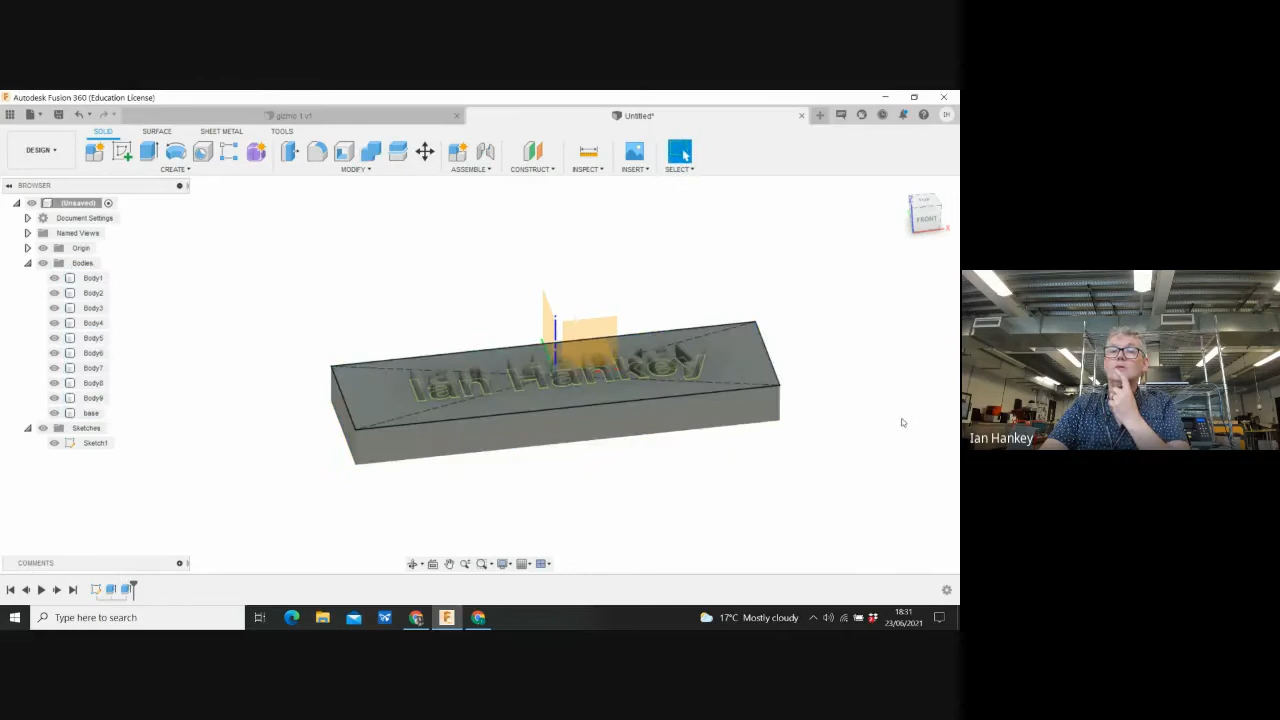 Autodesk Fusion 360 (Education License)
gizmo 1 v1
Untitled*
IH
SOLID
SURFACE
SHEET METAL
TOOLS
DESIGN
CREATE
MODIFY
ASSEMBLE
CONSTRUCT
INSPECT
INSERT
SELECT
BROWSER
(Unsaved)
Document Settings
Named Views
Origin
Bodies
Body1
Body2
Body3
Body4
Body5
Body6
Body7
Body8
Body9
base
Sketches
Sketch1
Z
FRONT
X
Ian Hankey
Ian Hankey
COMMENTS
Type here to search
17°C Mostly cloudy
18:31
23/06/2021